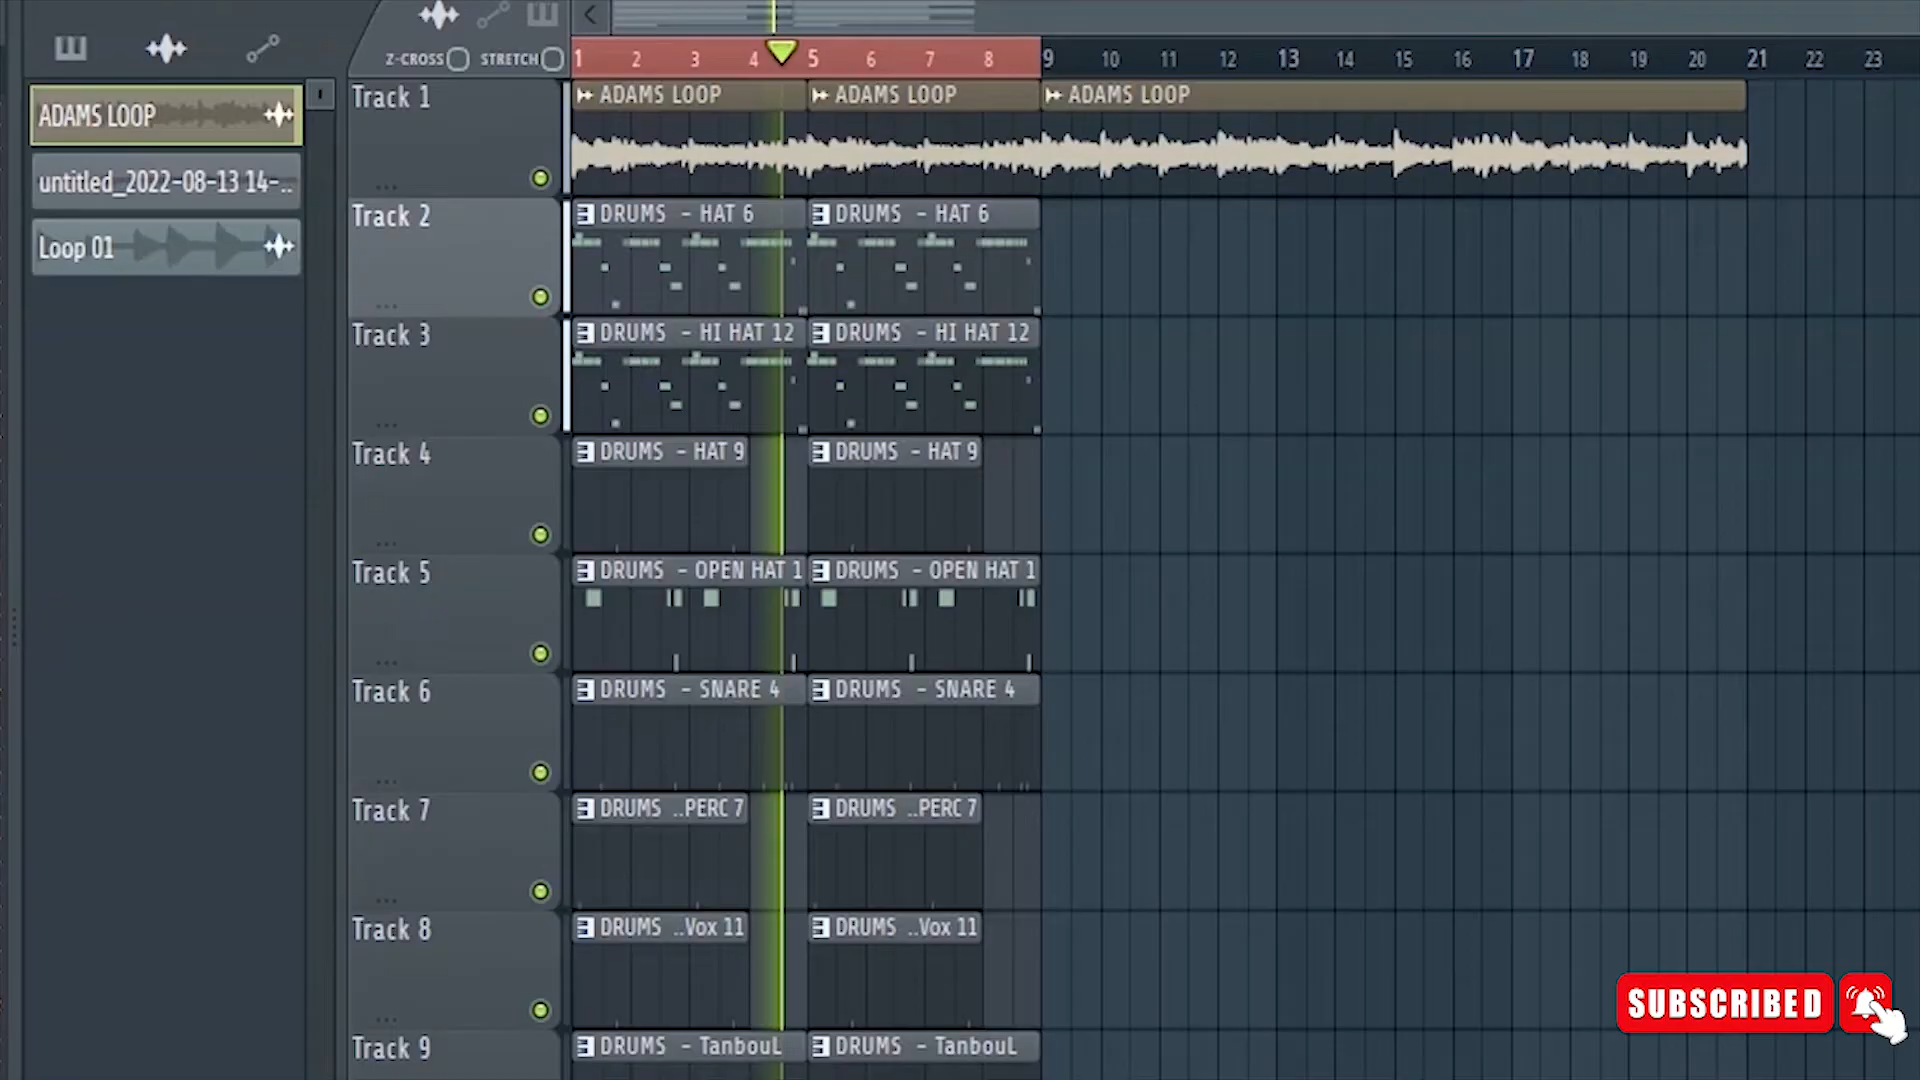 Z-CROSS STRETCH
1 2 3 4 5 6 7 8 9 10 11 12 13 14 15 16 17 18 19 20 21 22 23
ADAMS LOOP
untitled_2022-08-13 14-..
Loop 01
Track 1
ADAMS LOOP ADAMS LOOP ADAMS LOOP
Track 2
DRUMS - HAT 6 DRUMS - HAT 6
Track 3
DRUMS - HI HAT 12 DRUMS - HI HAT 12
Track 4
DRUMS - HAT 9 DRUMS - HAT 9
Track 5
DRUMS - OPEN HAT 1 DRUMS - OPEN HAT 1
Track 6
DRUMS - SNARE 4 DRUMS - SNARE 4
Track 7
DRUMS ..PERC 7 DRUMS ..PERC 7
Track 8
DRUMS ..Vox 11 DRUMS ..Vox 11
Track 9
DRUMS - TanbouL DRUMS - TanbouL
SUBSCRIBED